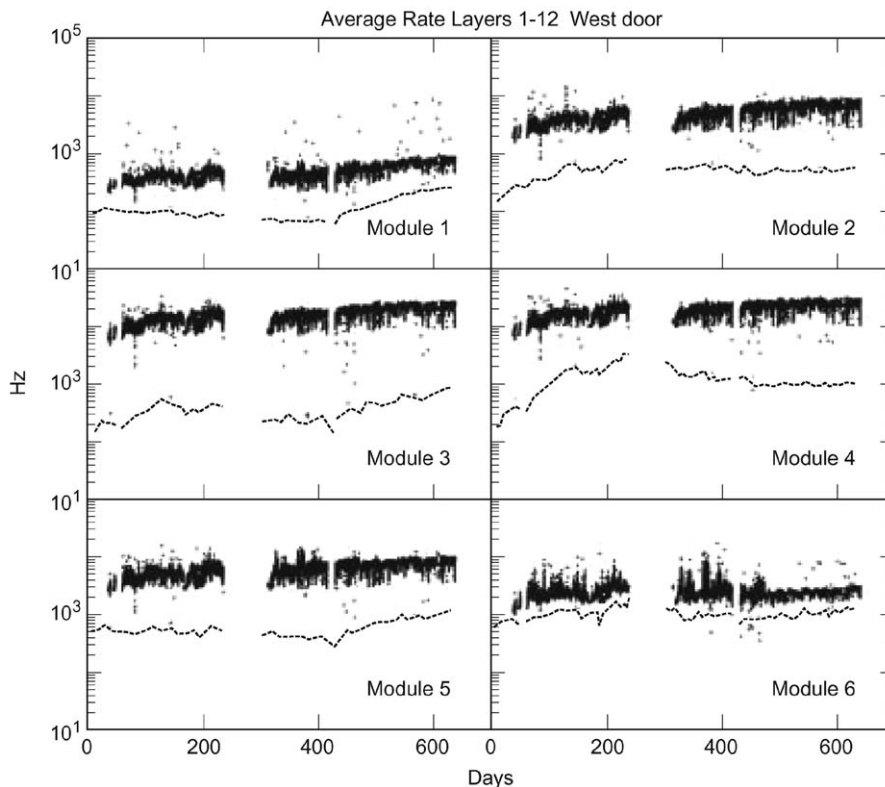 Average Rate Layers 1-12 West door
10^5
10^3
Module 1
Module 2
10^1
10^3
Hz
Module 3
Module 4
10^1
10^3
Module 5
Module 6
10^1
0
200
400
600
0
200
400
600
Days